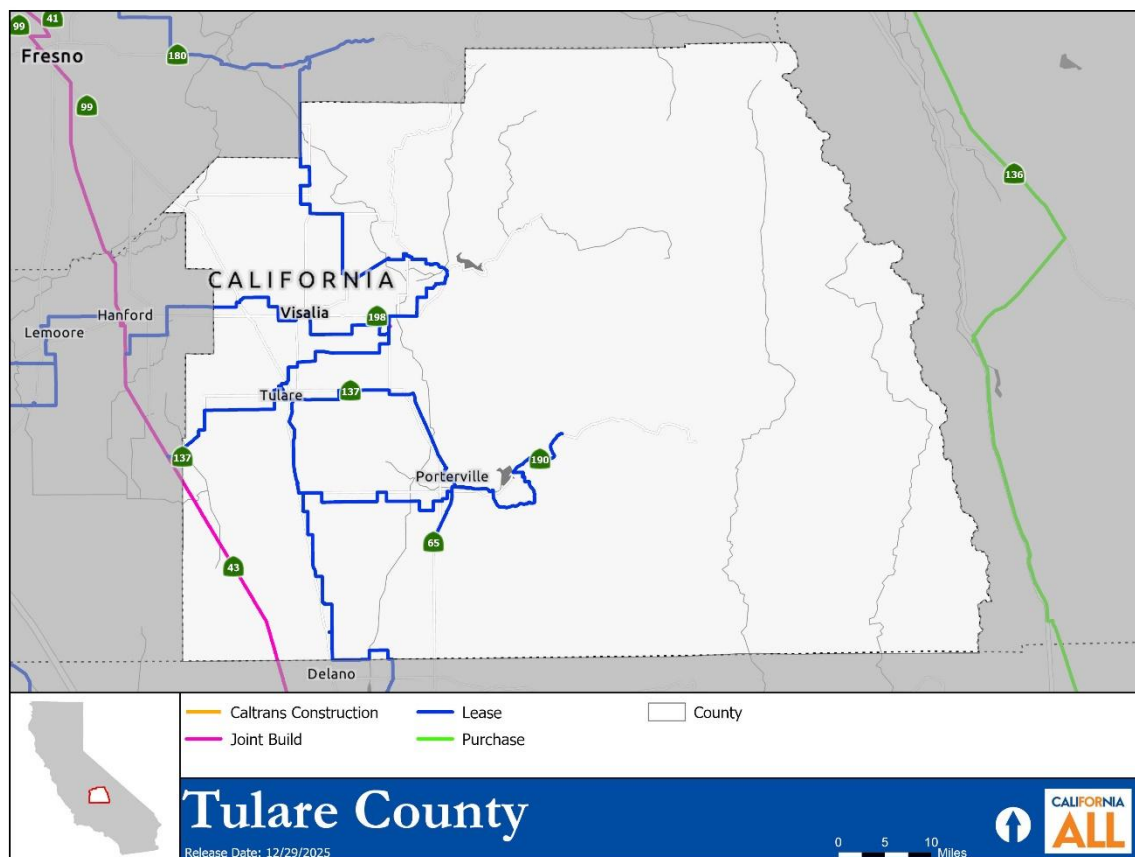 99
41
Fresno
180
99
136
CALIFORNIA
Hanford
Visalia
198
Lemoore
Tulare
137
137
Porterville
190
65
43
Delano
Caltrans Construction
Lease
County
Joint Build
Purchase
Tulare County
Release Date: 12/29/2025
0 5 10
Miles
CALIFORNIA
ALL